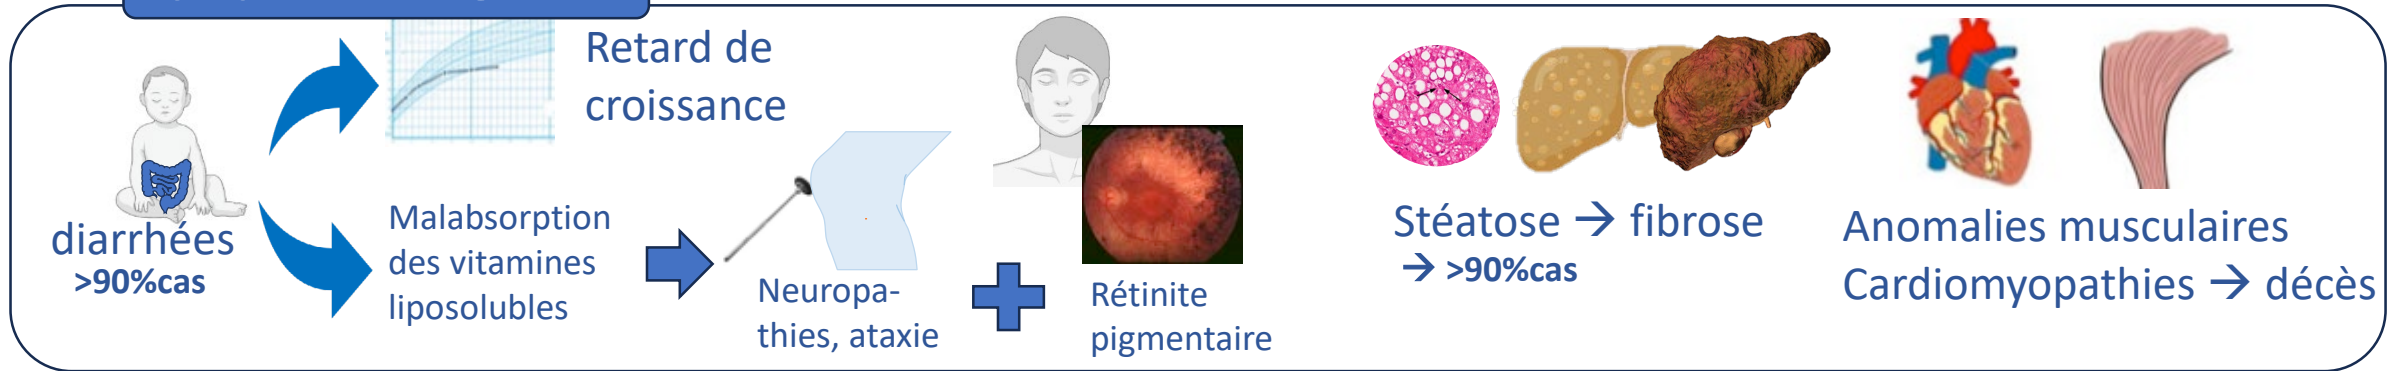 Retard de
croissance
diarrhées
>90%cas
Malabsorption
des vitamines
liposolubles
Neuropa-
thies, ataxie
Rétinite
pigmentaire
Stéatose → fibrose
→ >90%cas
Anomalies musculaires
Cardiomyopathies → décès